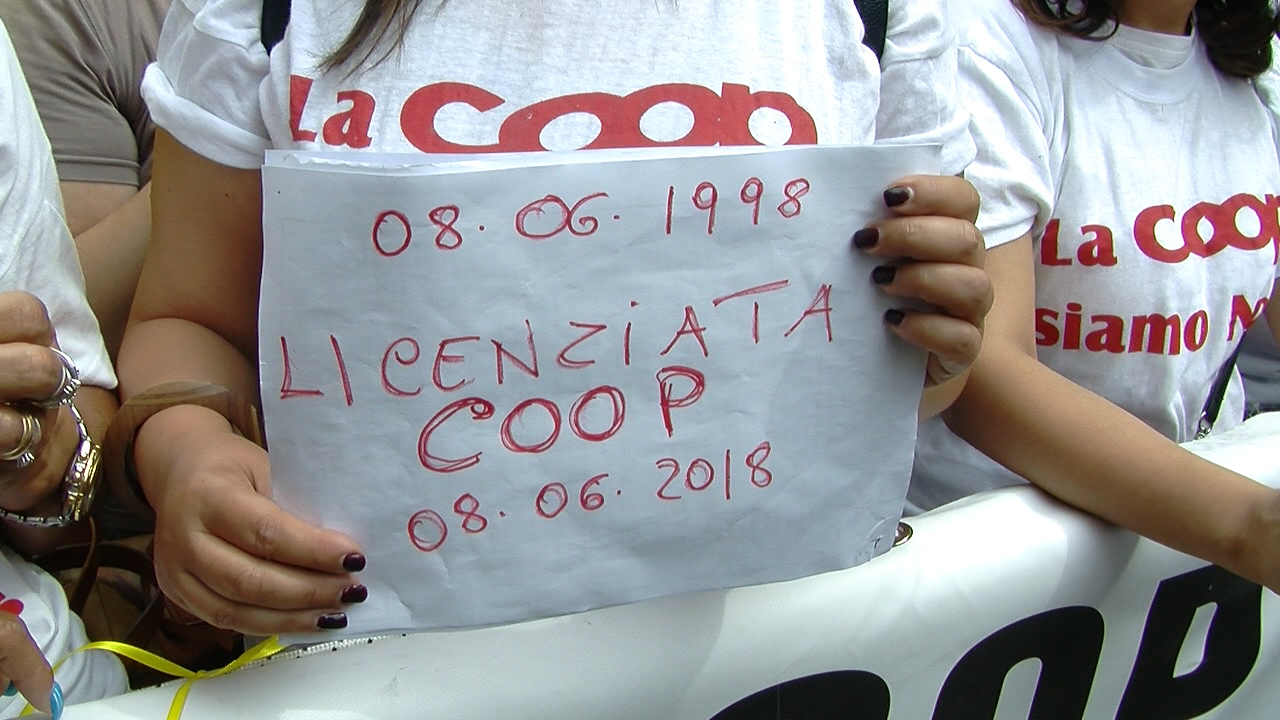 La coop
08.06.1998
LICENZiATA
COOP
08.06.2018
La coop
siamo